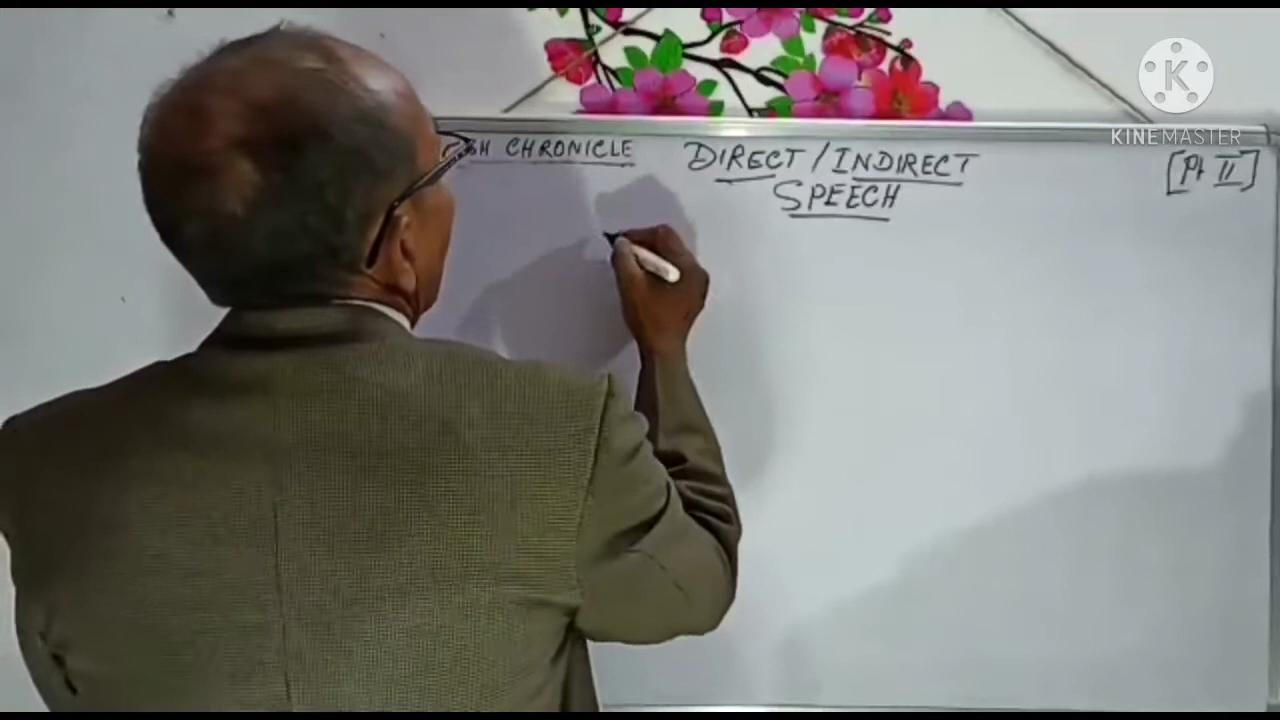 CHRONICLE DIRECT / INDIRECT [Pt II]
SPEECH
K
KINEMASTER